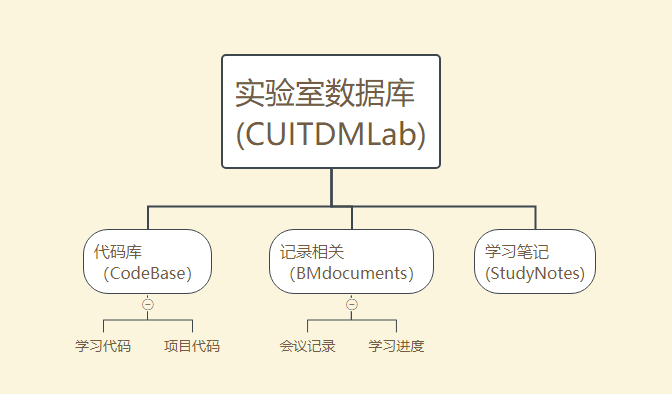 实验室数据库
(CUITDMLab)
代码库
（CodeBase）
记录相关
（BMdocuments）
学习笔记
(StudyNotes)
学习代码
项目代码
会议记录
学习进度